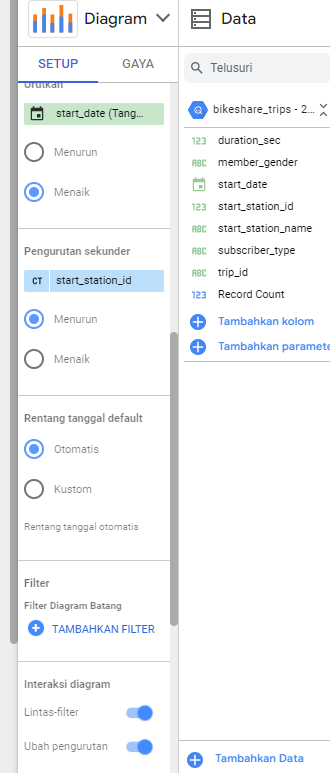 Diagram
SETUP
GAYA
Urutkan
start_date (Tang...
Menurun
Menaik
Pengurutan sekunder
CT start_station_id
Menurun
Menaik
Rentang tanggal default
Otomatis
Kustom
Rentang tanggal otomatis
Filter
Filter Diagram Batang
TAMBAHKAN FILTER
Interaksi diagram
Lintas-filter
Ubah pengurutan
Data
Telusuri
bikeshare_trips - 2...
123 duration_sec
ABC member_gender
start_date
123 start_station_id
ABC start_station_name
ABC subscriber_type
ABC trip_id
123 Record Count
Tambahkan kolom
Tambahkan paramete
Tambahkan Data